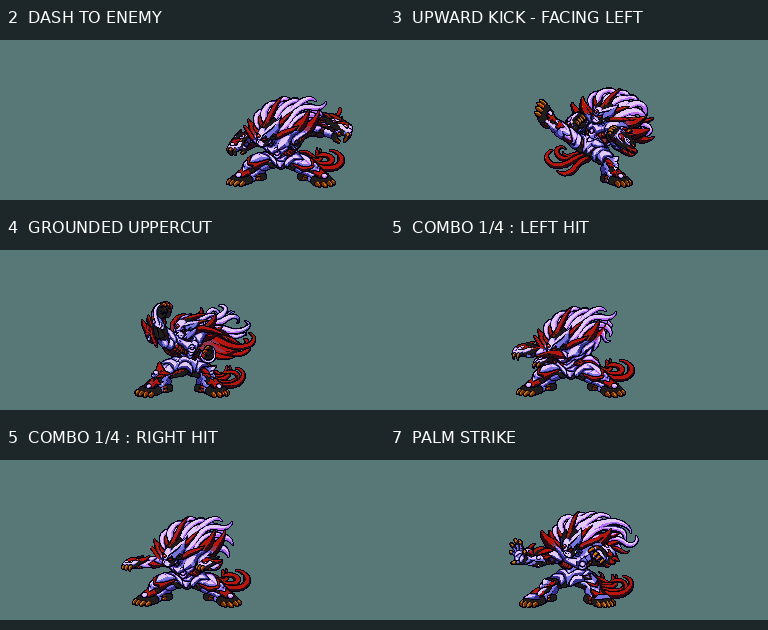 2 DASH TO ENEMY
3 UPWARD KICK - FACING LEFT
4 GROUNDED UPPERCUT
5 COMBO 1/4 : LEFT HIT
5 COMBO 1/4 : RIGHT HIT
7 PALM STRIKE